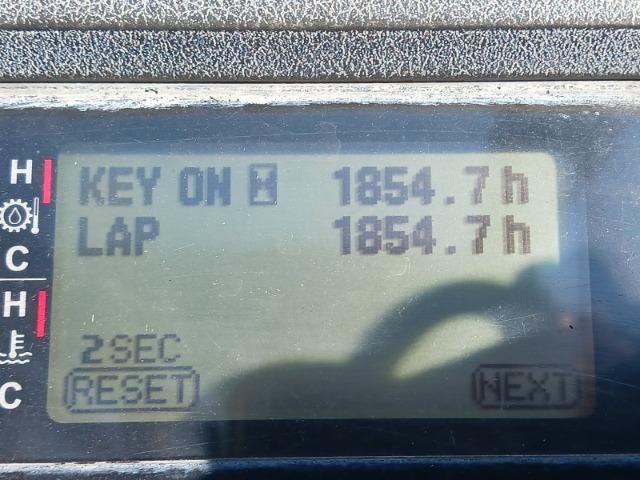 H
KEY ON 1854.7h
LAP 1854.7h
C
H
2SEC
RESET NEXT
C